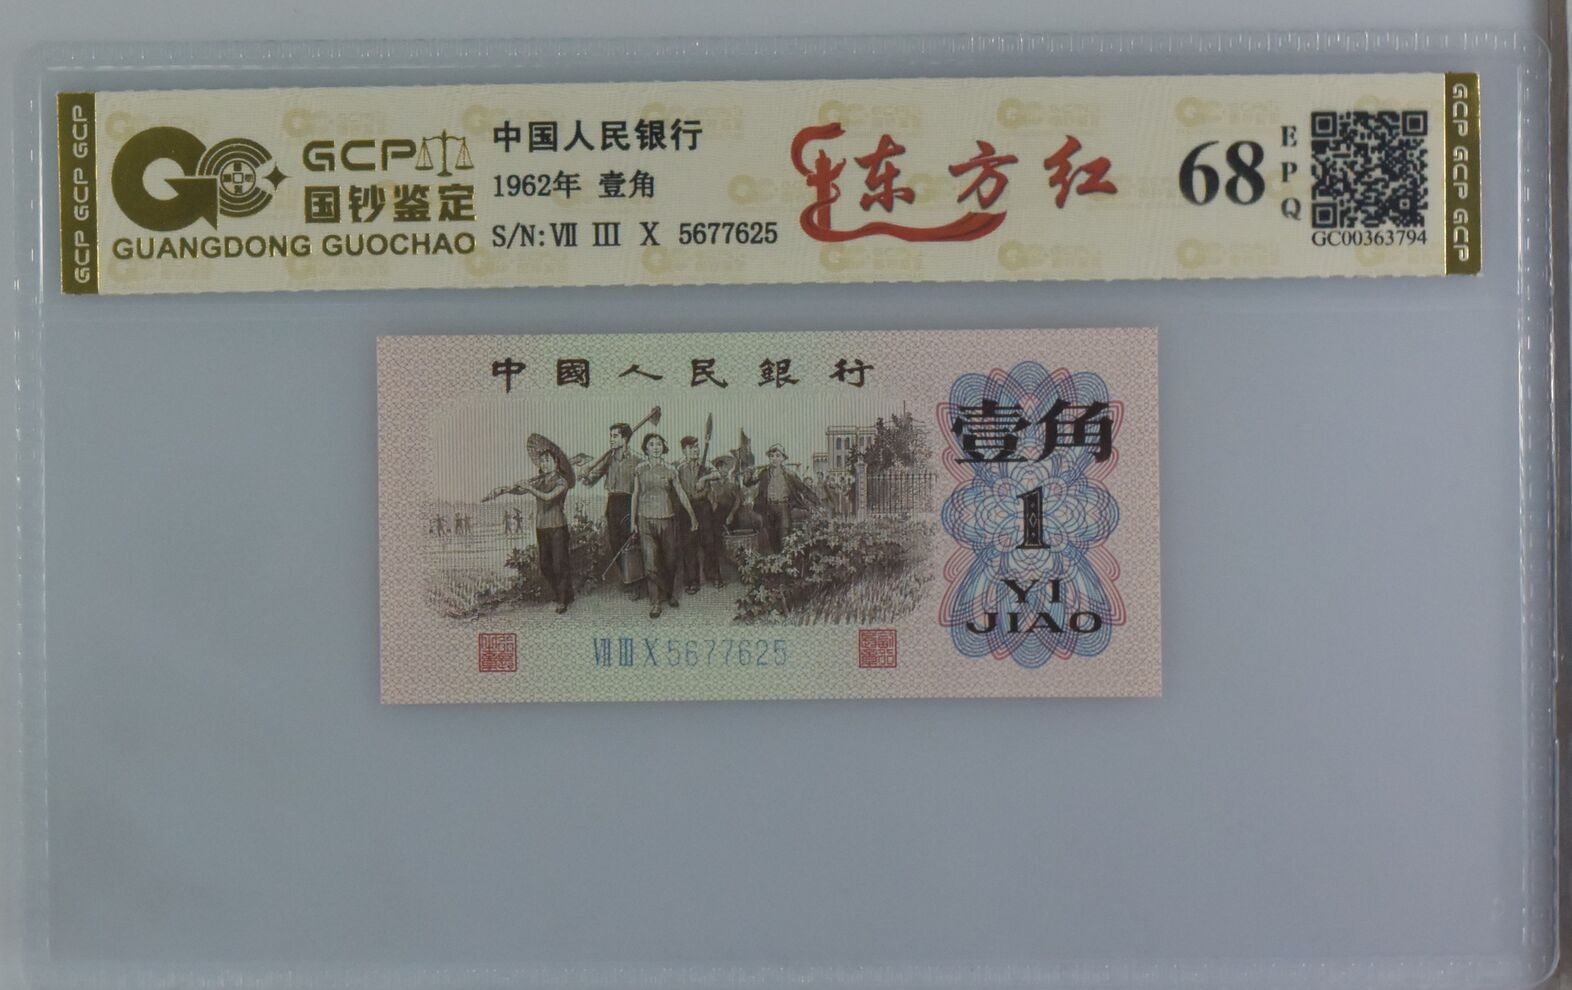 GCP GCP GCP
GCP
国钞鉴定
GUANGDONG GUOCHAO
中国人民银行
1962年 壹角
S/N: Ⅶ Ⅲ Ⅹ 5677625
东方红
68
EPQ
GC00363794
GCP GCP GCP
中國人民銀行
壹角
1
YI
JIAO
Ⅶ Ⅲ Ⅹ 5677625